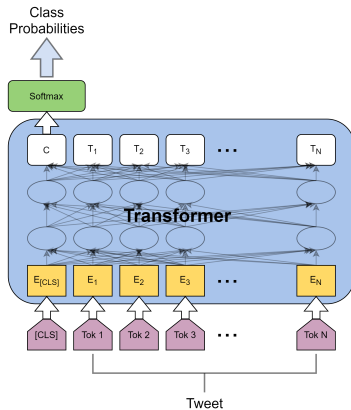 Class
Probabilities
Softmax
C T1 T2 T3 ... TN
Transformer
E[CLS] E1 E2 E3 ... EN
[CLS] Tok 1 Tok 2 Tok 3 ... Tok N
Tweet